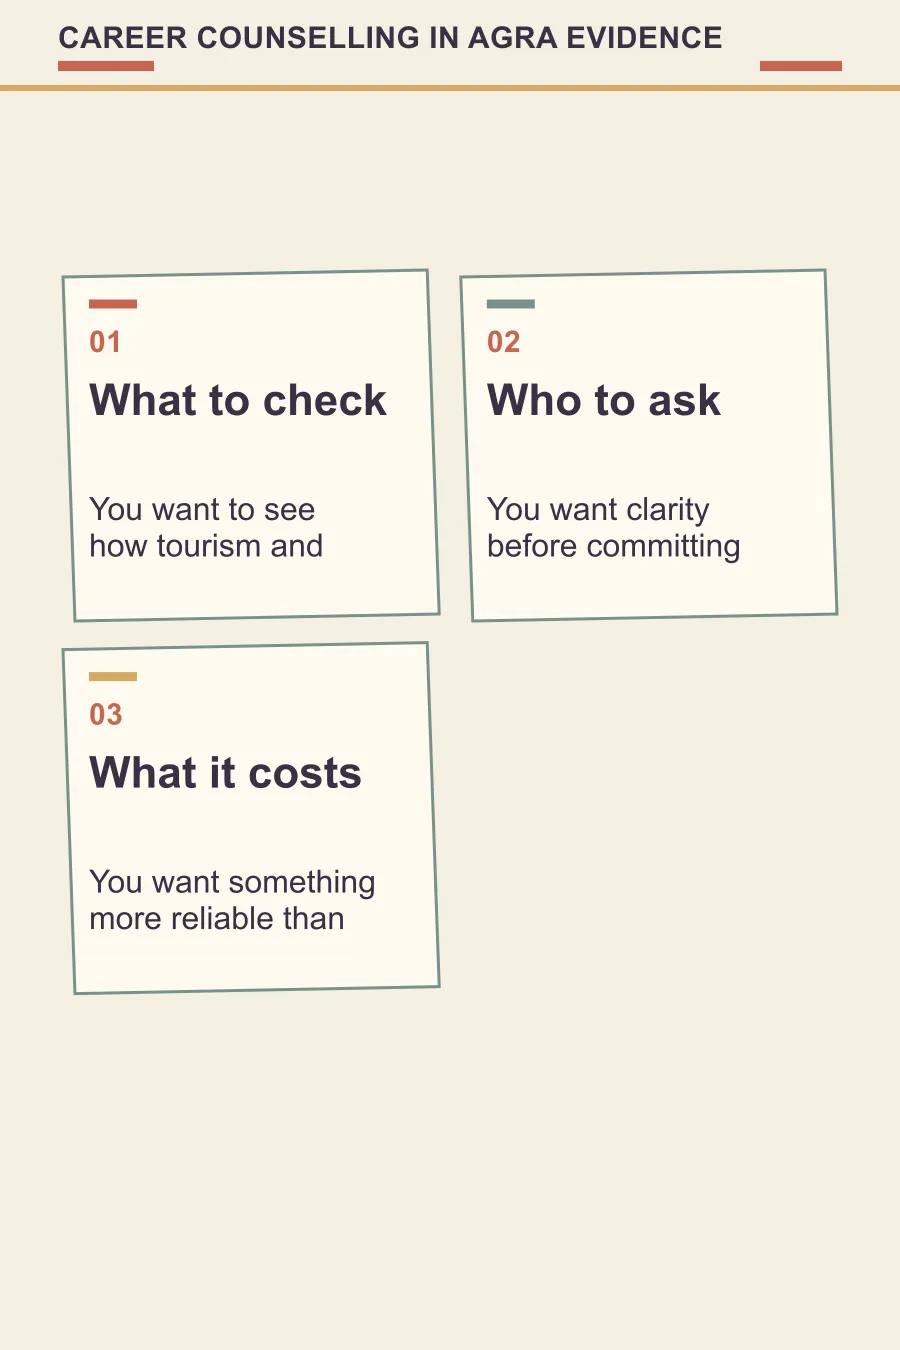 CAREER COUNSELLING IN AGRA EVIDENCE
01
What to check
You want to see
how tourism and
02
Who to ask
You want clarity
before committing
03
What it costs
You want something
more reliable than